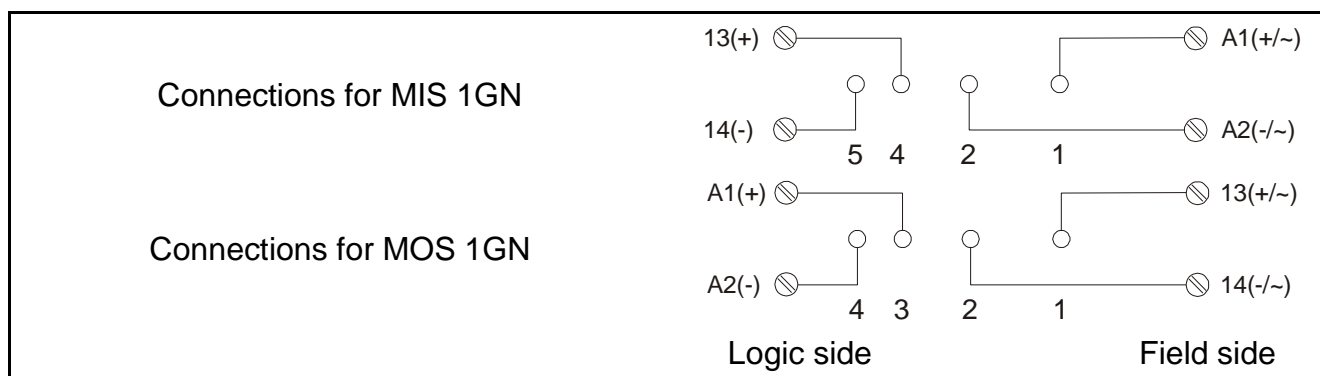 13(+) A1(+/~)
Connections for MIS 1GN
14(-) A2(-/~)
5 4 2 1
A1(+) 13(+/~)
Connections for MOS 1GN
A2(-) 14(-/~)
4 3 2 1
Logic side Field side